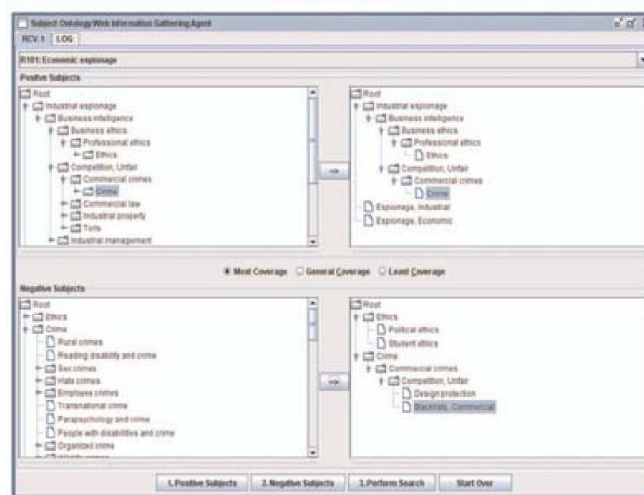 Subject Ontology Web Information Gathering Agent
RCV-1 LOG
R101: Economic espionage
Positive Subjects
Root
Industrial espionage
Business intelligence
Business ethics
Professional ethics
Ethics
Competition, Unfair
Commercial crimes
Crime
Commercial law
Industrial property
Torts
Industrial management
Root
Industrial espionage
Business intelligence
Business ethics
Professional ethics
Ethics
Competition, Unfair
Commercial crimes
Crime
Espionage, Industrial
Espionage, Economic
Most Coverage General Coverage Least Coverage
Negative Subjects
Root
Ethics
Crime
Rural crimes
Reading disability and crime
Sex crimes
Hate crimes
Employee crimes
Transnational crime
Parapsychology and crime
People with disabilities and crime
Organized crime
Root
Ethics
Political ethics
Student ethics
Crime
Commercial crimes
Competition, Unfair
Design protection
Blacklists, Commercial
1. Positive Subjects 2. Negative Subjects 3. Perform Search Start Over